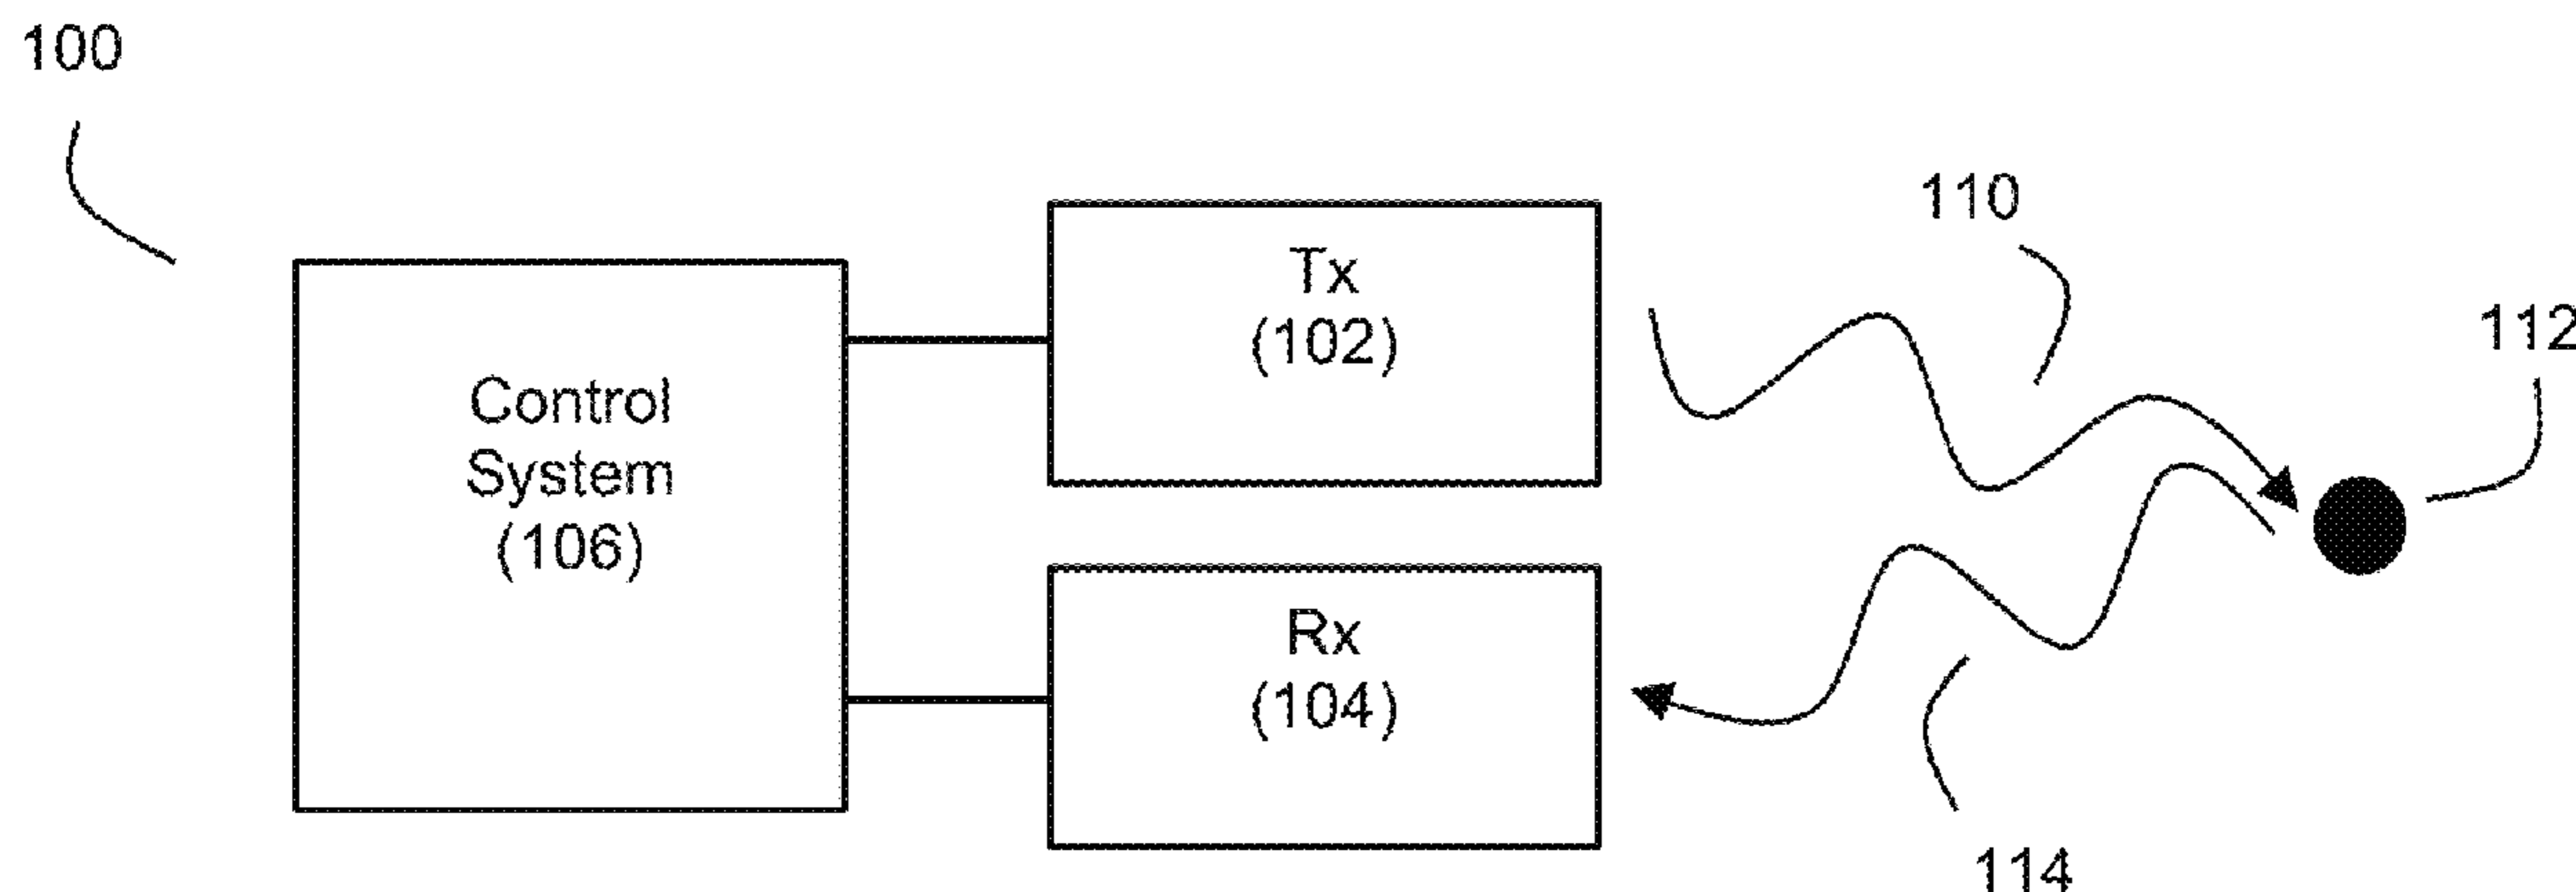 100
110
112
Tx
(102)
Control
System
(106)
Rx
(104)
114